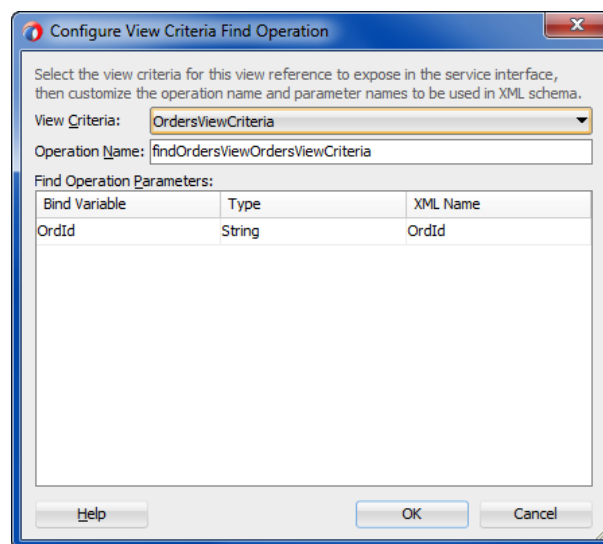 Configure View Criteria Find Operation
Select the view criteria for this view reference to expose in the service interface,
then customize the operation name and parameter names to be used in XML schema.
View Criteria: OrdersViewCriteria
Operation Name: findOrdersViewOrdersViewCriteria
Find Operation Parameters:
Bind Variable Type XML Name
OrdId String OrdId
Help OK Cancel